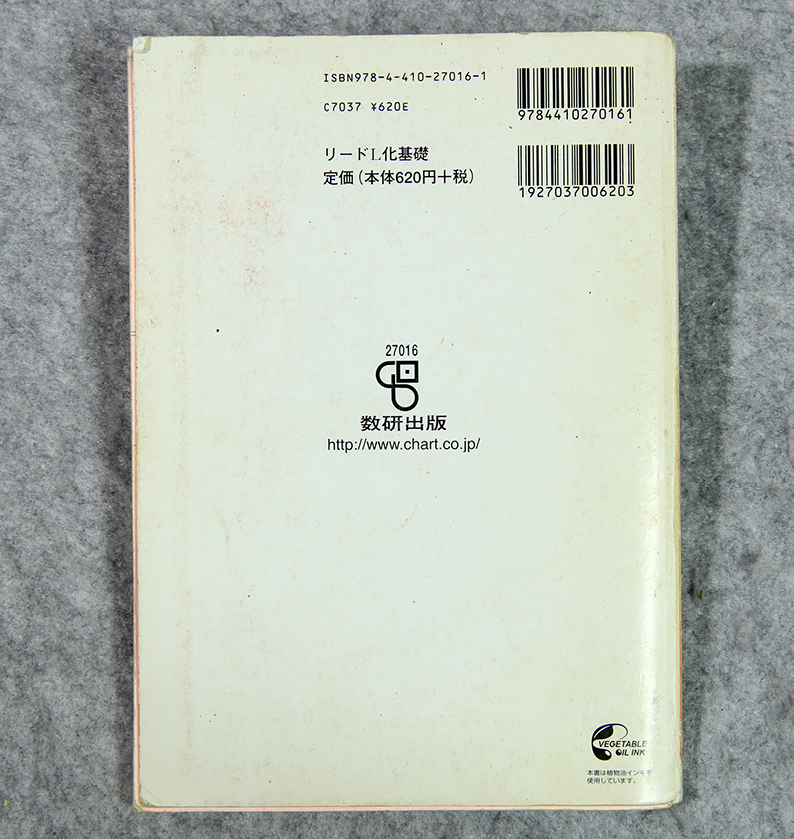 ISBN978-4-410-27016-1
C7037 ¥620E
9784410270161
リードL化基礎
定価(本体620円+税)
1927037006203
27016
数研出版
http://www.chart.co.jp/
VEGETABLE
OIL INK
本書は植物油インキを
使用しています。